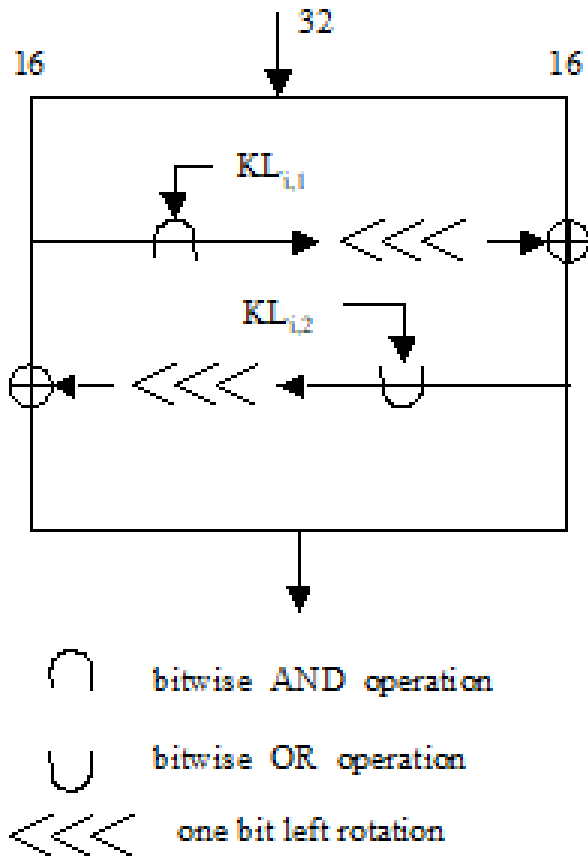 32
16 16
KL i,1
KL i,2
bitwise AND operation
bitwise OR operation
one bit left rotation